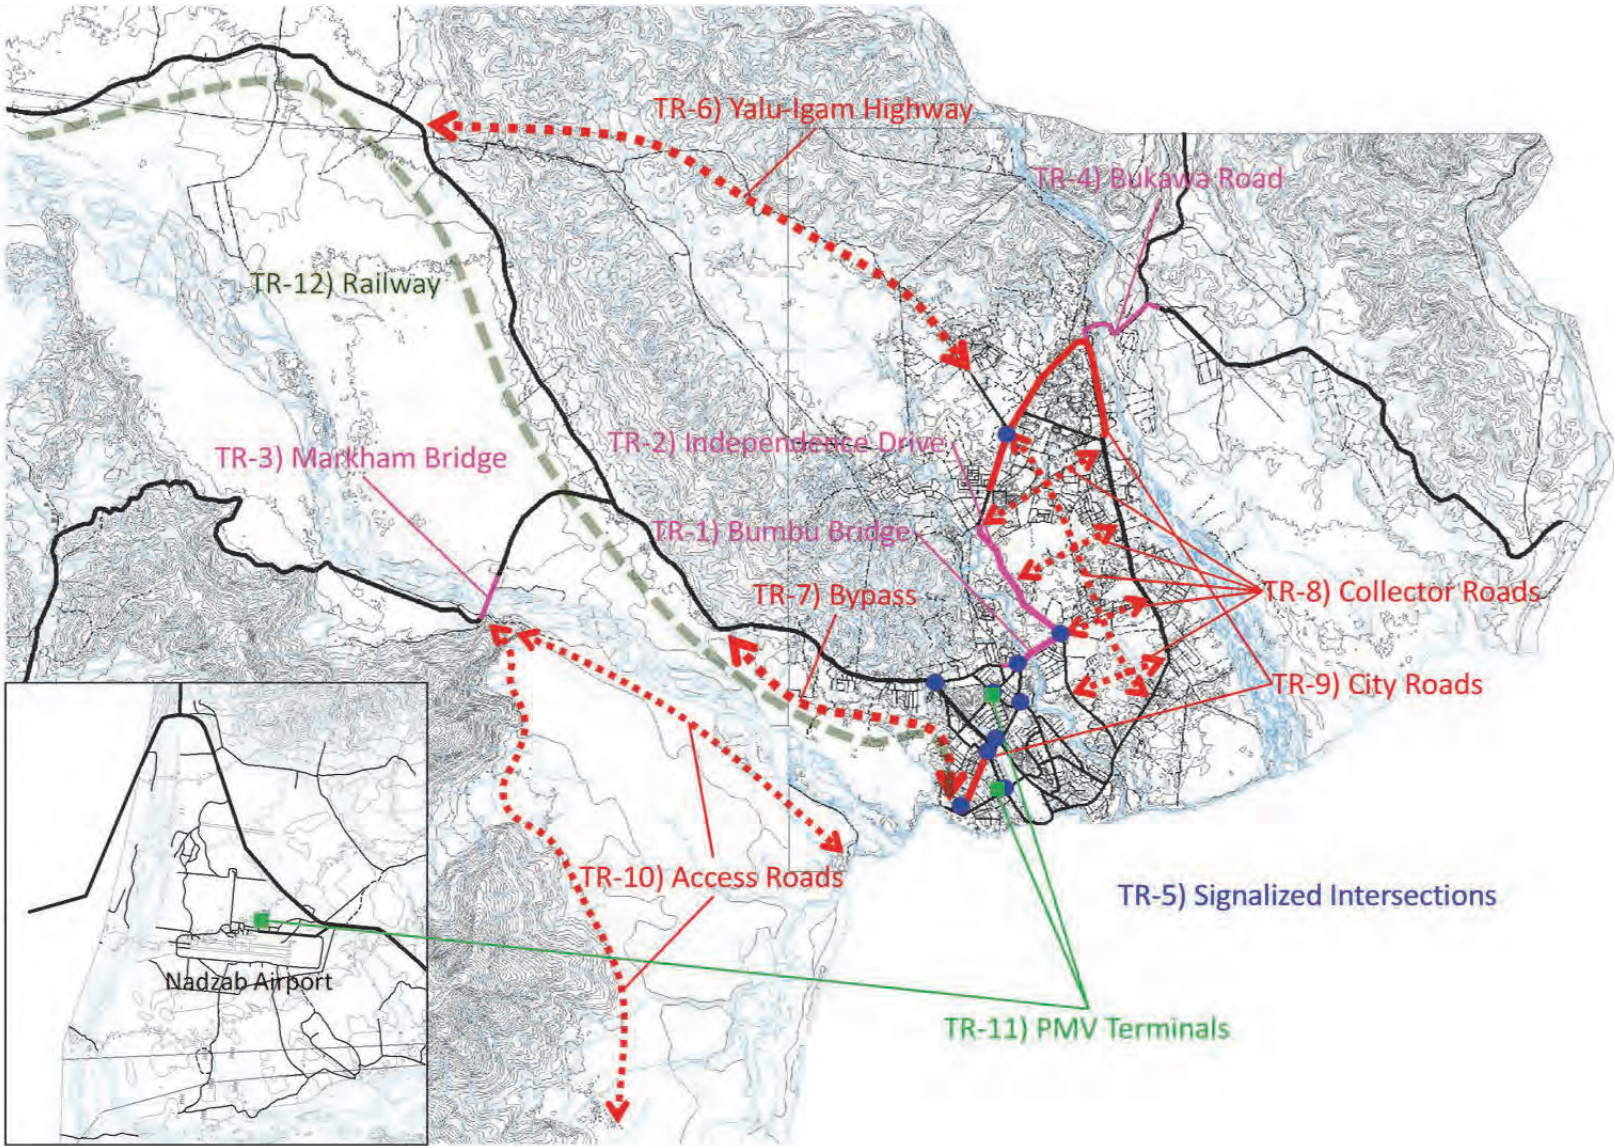 TR-6) Yalu-Igam Highway
TR-4) Bukawa Road
TR-12) Railway
TR-2) Independence Drive
TR-3) Markham Bridge
TR-1) Bumbu Bridge
TR-7) Bypass
TR-8) Collector Roads
TR-9) City Roads
TR-10) Access Roads
TR-5) Signalized Intersections
Nadzab Airport
TR-11) PMV Terminals